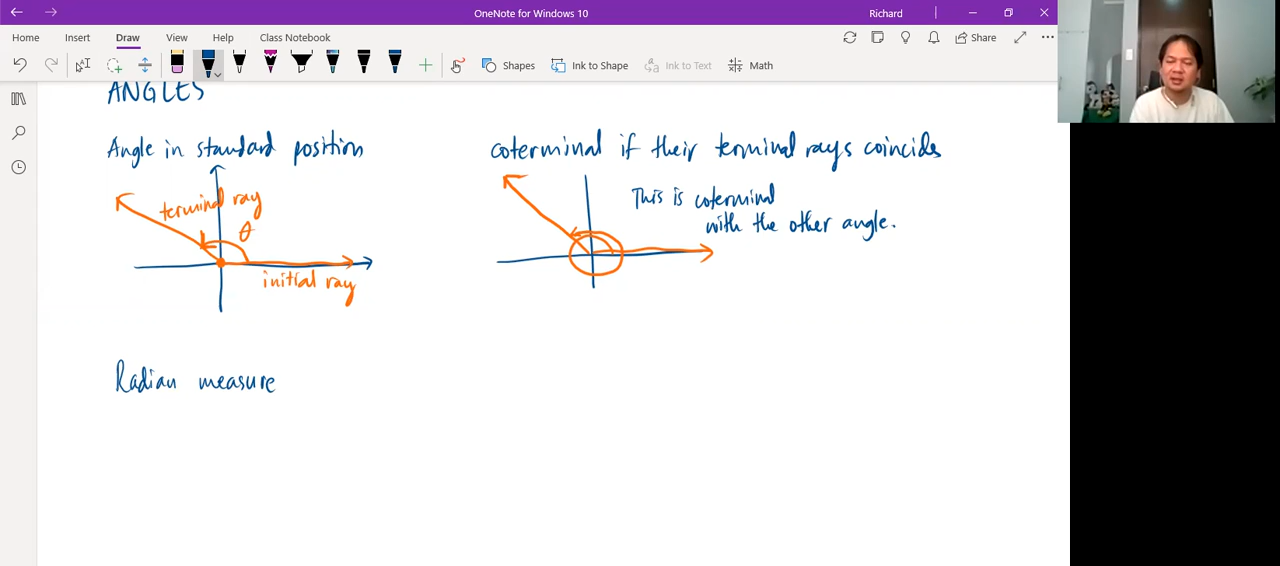 OneNote for Windows 10
Richard
Home Insert Draw View Help Class Notebook
Share
Shapes Ink to Shape Ink to Text Math
ANGLES
Angle in standard position
terminal ray
θ
initial ray
coterminal if their terminal rays coincides
This is coterminal
with the other angle.
Radian measure